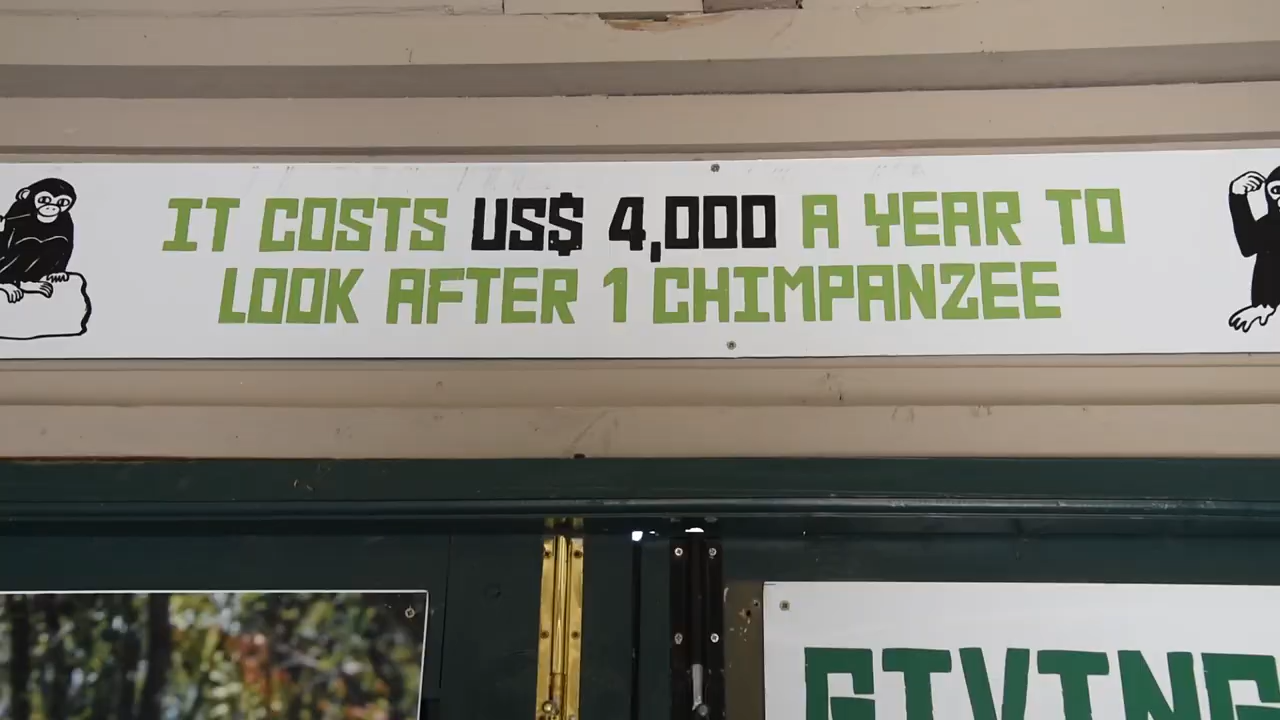 IT COSTS US$ 4,000 A YEAR TO
LOOK AFTER 1 CHIMPANZEE
GIVING